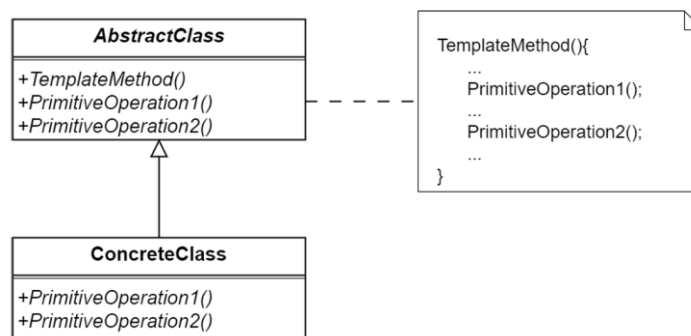 AbstractClass
+TemplateMethod()
+PrimitiveOperation1()
+PrimitiveOperation2()
TemplateMethod(){
...
PrimitiveOperation1();
...
PrimitiveOperation2();
...
}
ConcreteClass
+PrimitiveOperation1()
+PrimitiveOperation2()